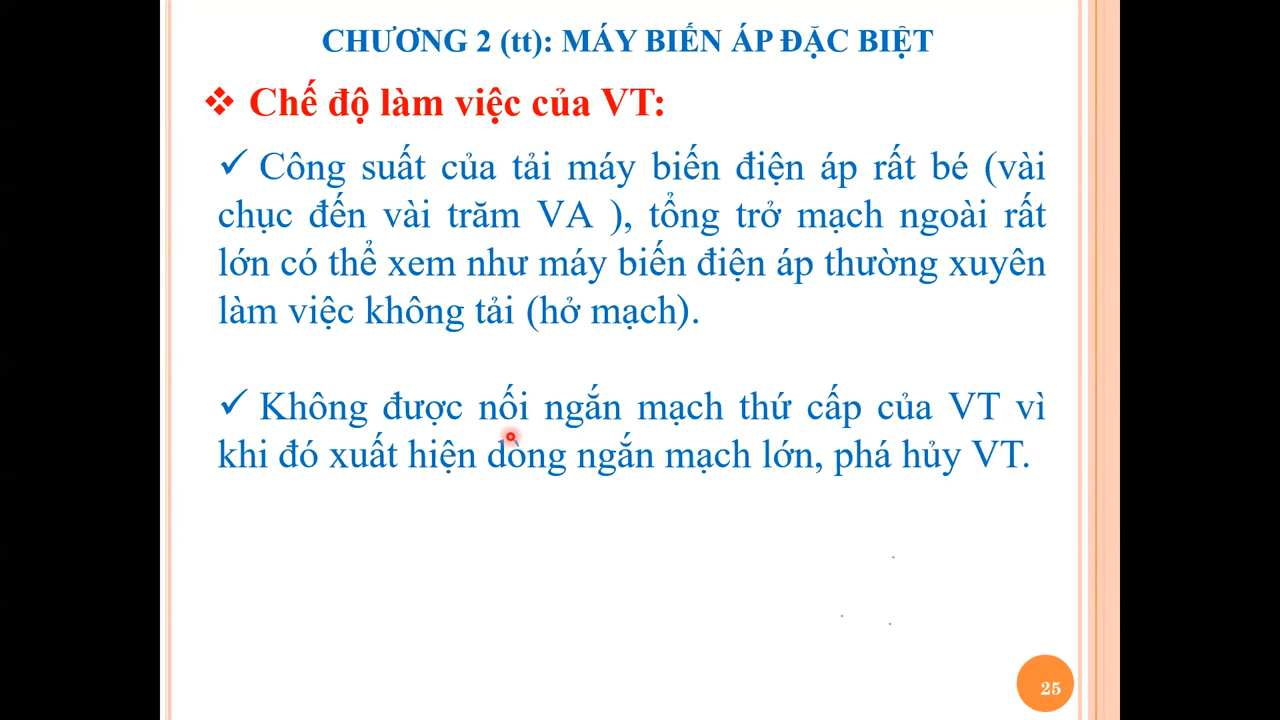 CHƯƠNG 2 (tt): MÁY BIẾN ÁP ĐẶC BIỆT
❖ Chế độ làm việc của VT:
✓ Công suất của tải máy biến điện áp rất bé (vài
chục đến vài trăm VA ), tổng trở mạch ngoài rất
lớn có thể xem như máy biến điện áp thường xuyên
làm việc không tải (hở mạch).
✓ Không được nối ngắn mạch thứ cấp của VT vì
khi đó xuất hiện dòng ngắn mạch lớn, phá hủy VT.
25